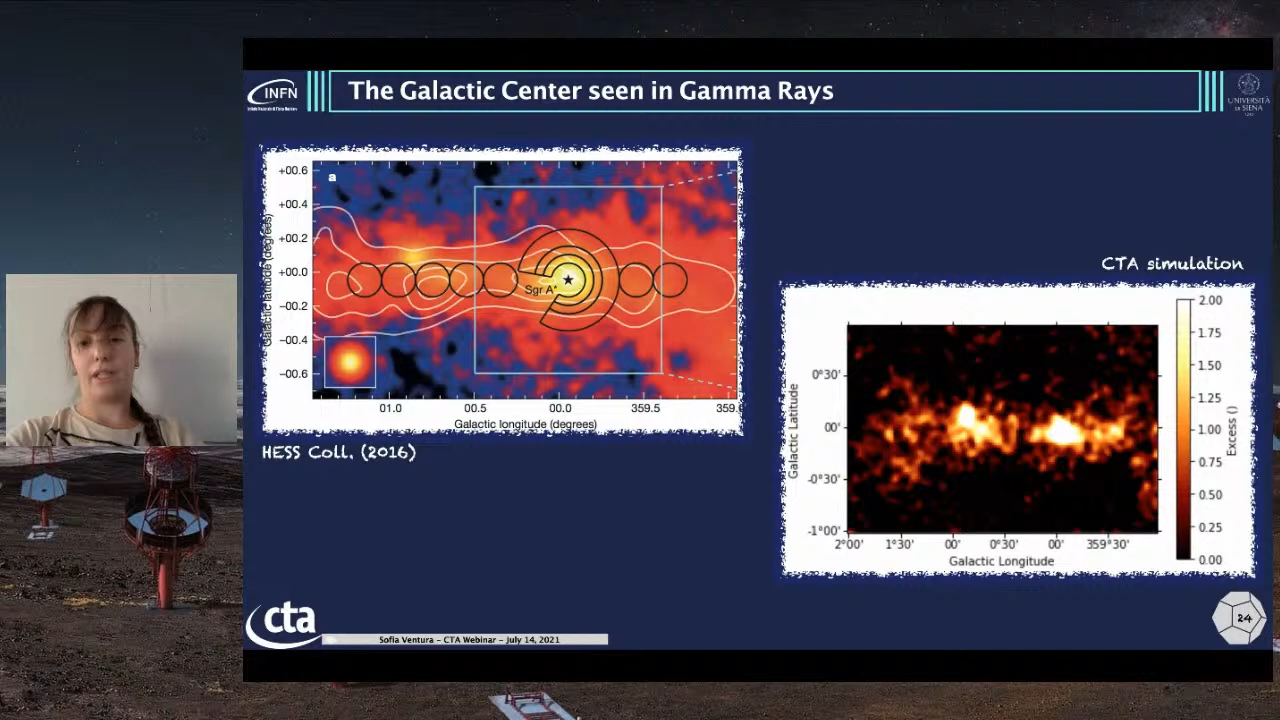 INFN
The Galactic Center seen in Gamma Rays
UNIVERSITÀ
DI SIENA
1240
a
+00.6
+00.4
+00.2
+00.0
−00.2
−00.4
−00.6
Galactic latitude (degrees)
Sgr A*
01.0 00.5 00.0 359.5 359.
Galactic longitude (degrees)
HESS Coll. (2016)
CTA simulation
0°30'
00'
-0°30'
-1°00'
Galactic Latitude
2°00' 1°30' 00' 0°30' 00' 359°30'
Galactic Longitude
2.00
1.75
1.50
1.25
1.00
0.75
0.50
0.25
0.00
Excess ()
cta
Sofia Ventura – CTA Webinar – July 14, 2021
24